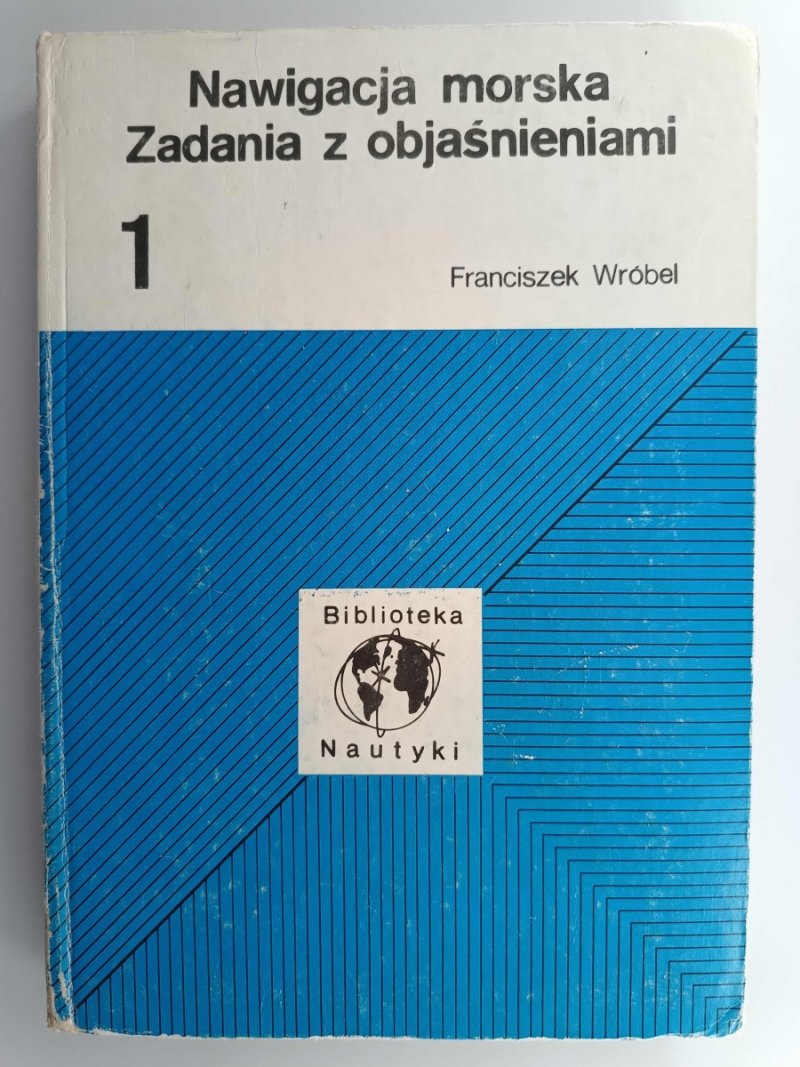 Nawigacja morska
Zadania z objaśnieniami
1
Franciszek Wróbel
Biblioteka
Nautyki